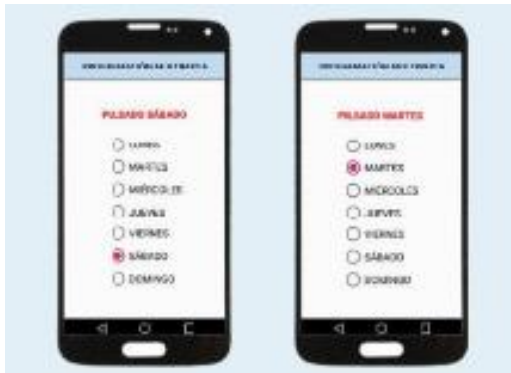 PULSADO SÁBADO
LUNES
MARTES
MIÉRCOLES
JUEVES
VIERNES
SÁBADO
DOMINGO
PULSADO MARTES
LUNES
MARTES
MIÉRCOLES
JUEVES
VIERNES
SÁBADO
DOMINGO